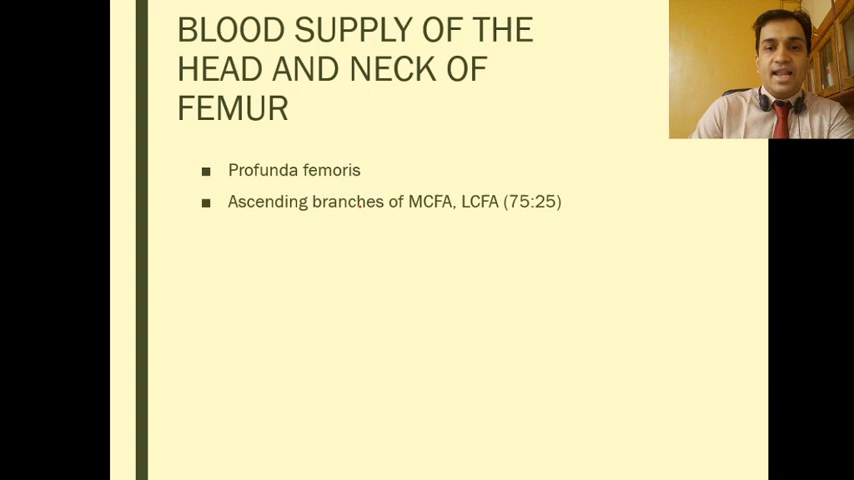 BLOOD SUPPLY OF THE
HEAD AND NECK OF
FEMUR
■ Profunda femoris
■ Ascending branches of MCFA, LCFA (75:25)